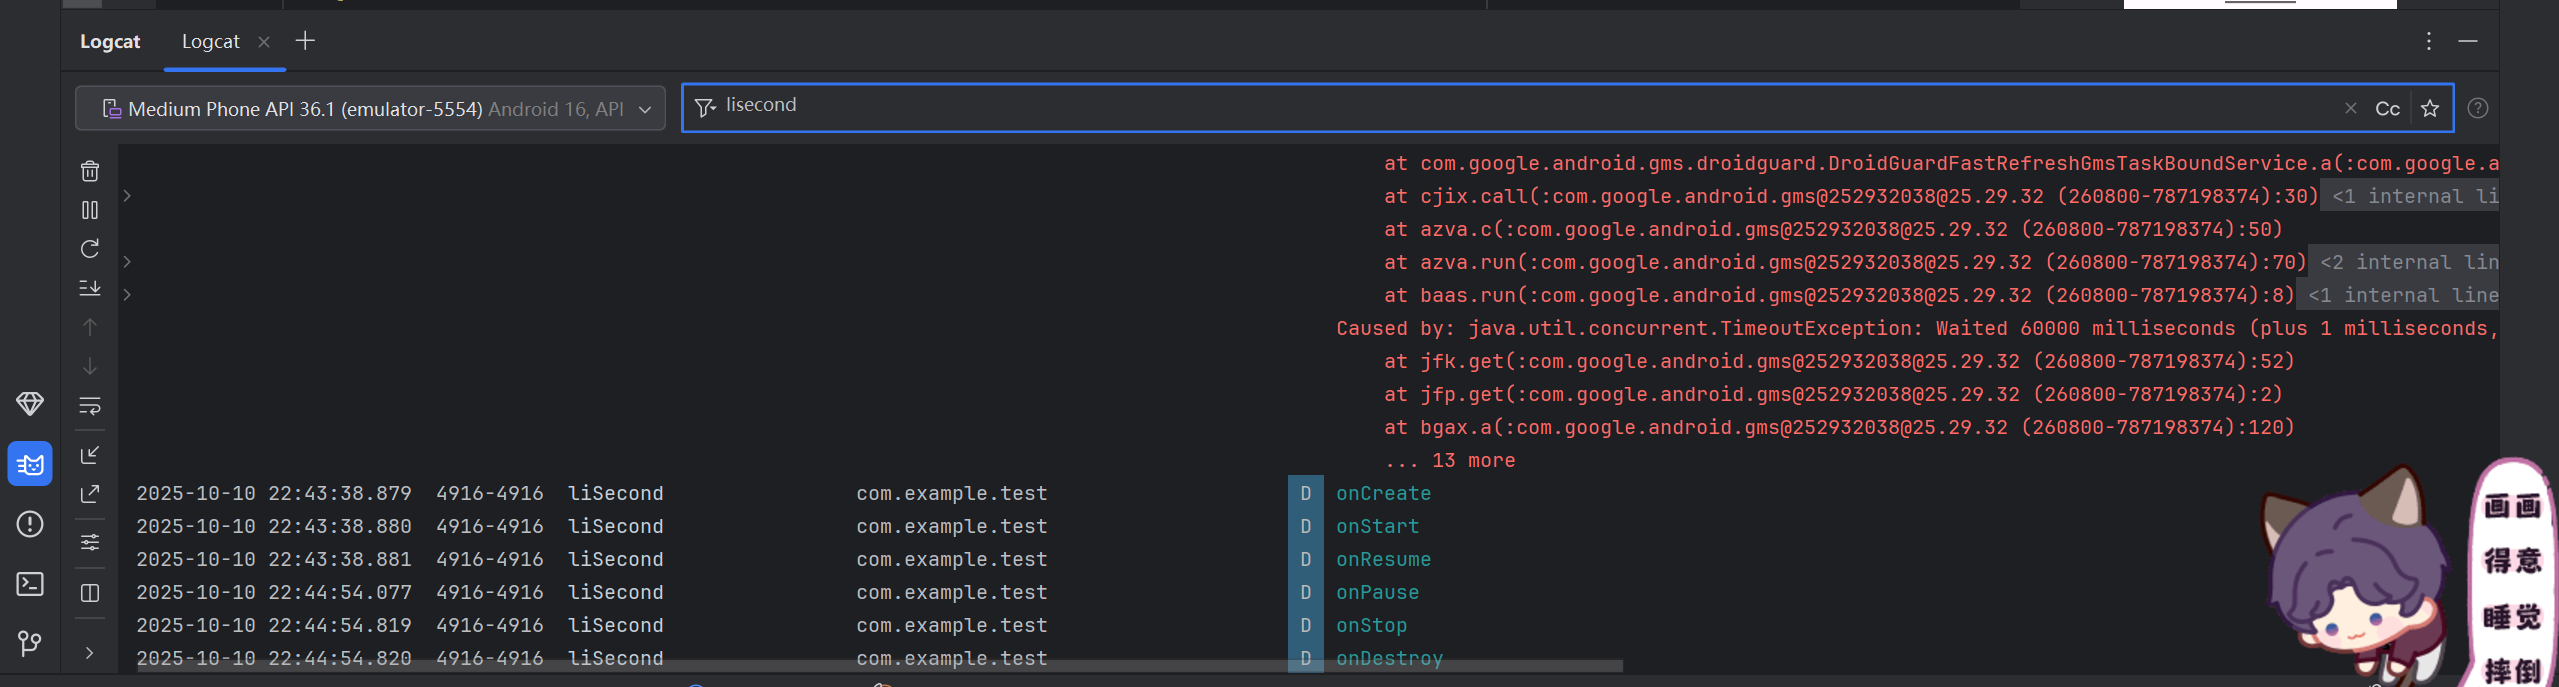 Logcat Logcat
Medium Phone API 36.1 (emulator-5554) Android 16, API lisecond Cc
at com.google.android.gms.droidguard.DroidGuardFastRefreshGmsTaskBoundService.a(:com.google.a
at cjix.call(:com.google.android.gms@252932038@25.29.32 (260800-787198374):30) <1 internal li
at azva.c(:com.google.android.gms@252932038@25.29.32 (260800-787198374):50)
at azva.run(:com.google.android.gms@252932038@25.29.32 (260800-787198374):70) <2 internal lin
at baas.run(:com.google.android.gms@252932038@25.29.32 (260800-787198374):8) <1 internal line
Caused by: java.util.concurrent.TimeoutException: Waited 60000 milliseconds (plus 1 milliseconds,
at jfk.get(:com.google.android.gms@252932038@25.29.32 (260800-787198374):52)
at jfp.get(:com.google.android.gms@252932038@25.29.32 (260800-787198374):2)
at bgax.a(:com.google.android.gms@252932038@25.29.32 (260800-787198374):120)
... 13 more
2025-10-10 22:43:38.879 4916-4916 liSecond com.example.test D onCreate
2025-10-10 22:43:38.880 4916-4916 liSecond com.example.test D onStart
2025-10-10 22:43:38.881 4916-4916 liSecond com.example.test D onResume
2025-10-10 22:44:54.077 4916-4916 liSecond com.example.test D onPause
2025-10-10 22:44:54.819 4916-4916 liSecond com.example.test D onStop
2025-10-10 22:44:54.820 4916-4916 liSecond com.example.test D onDestroy
画画
得意
睡觉
摔倒